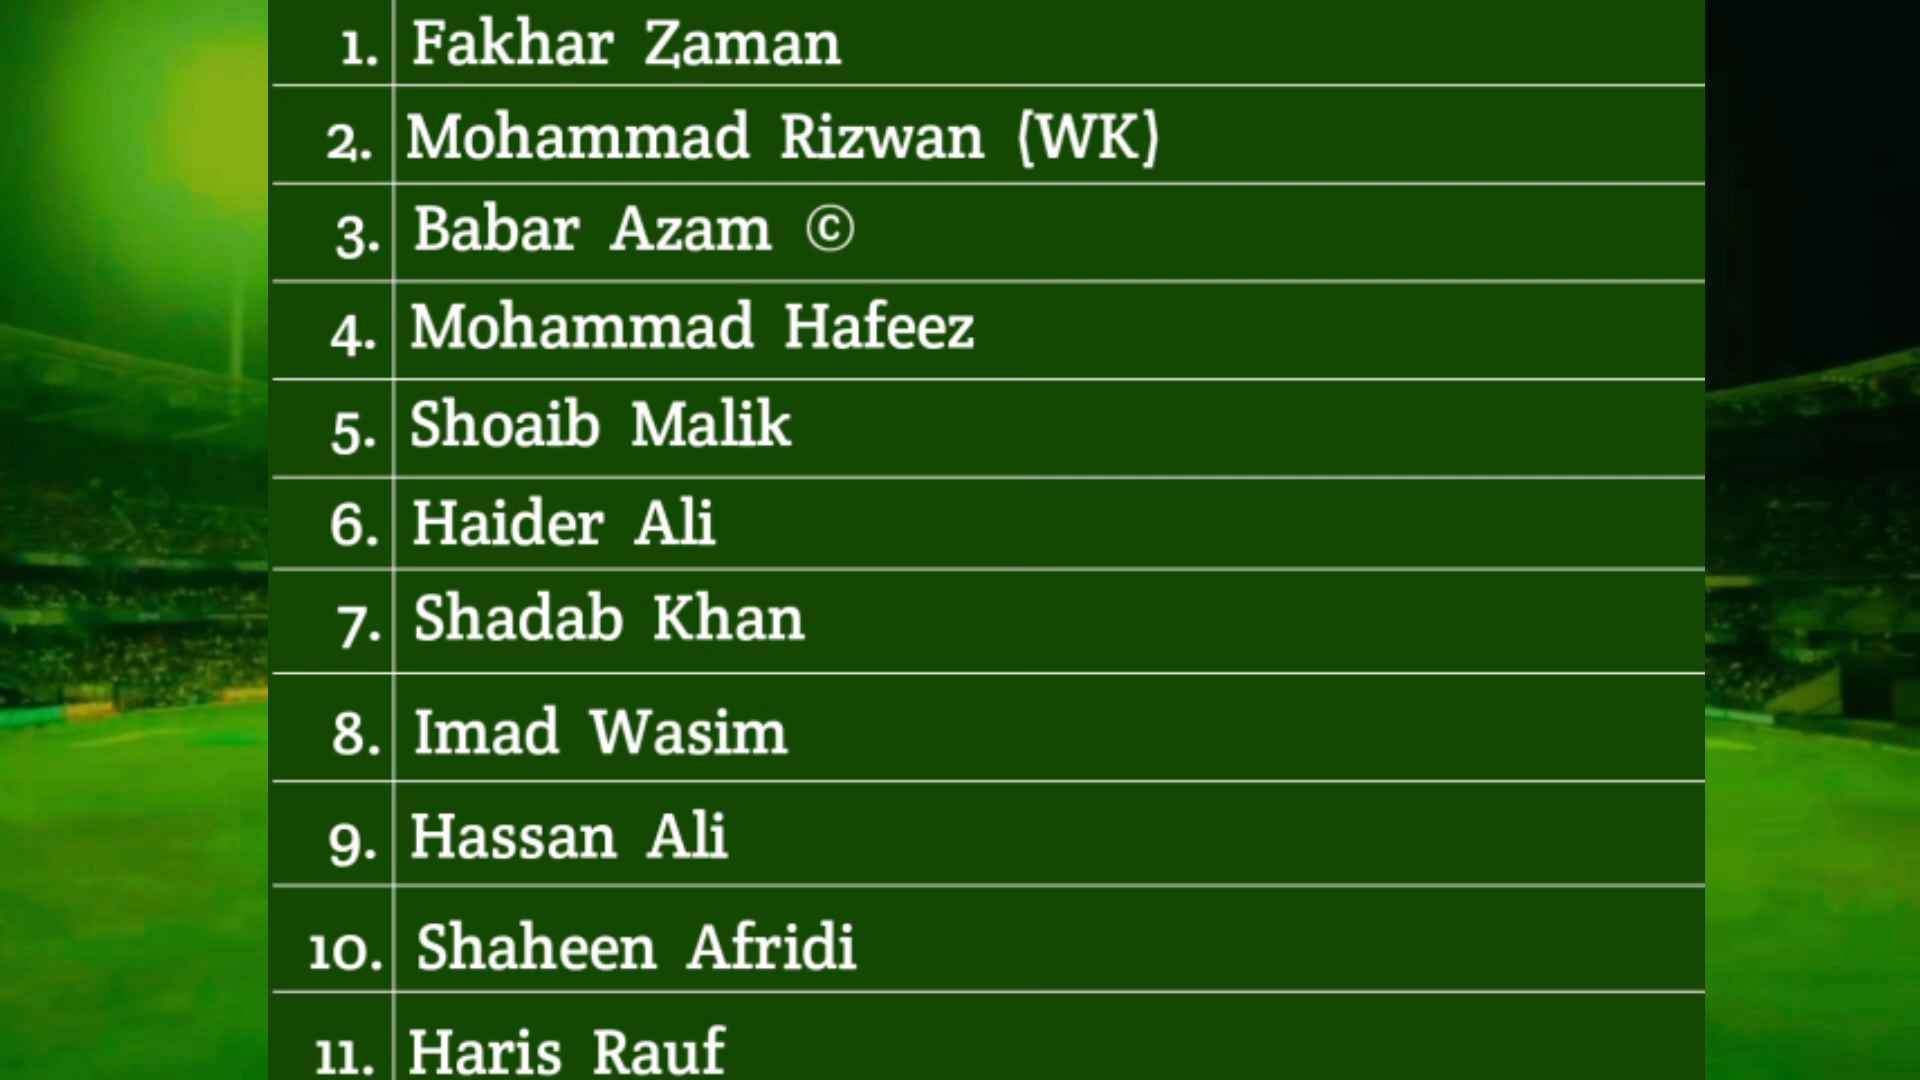 1. Fakhar Zaman
2. Mohammad Rizwan (WK)
3. Babar Azam ©
4. Mohammad Hafeez
5. Shoaib Malik
6. Haider Ali
7. Shadab Khan
8. Imad Wasim
9. Hassan Ali
10. Shaheen Afridi
11. Haris Rauf